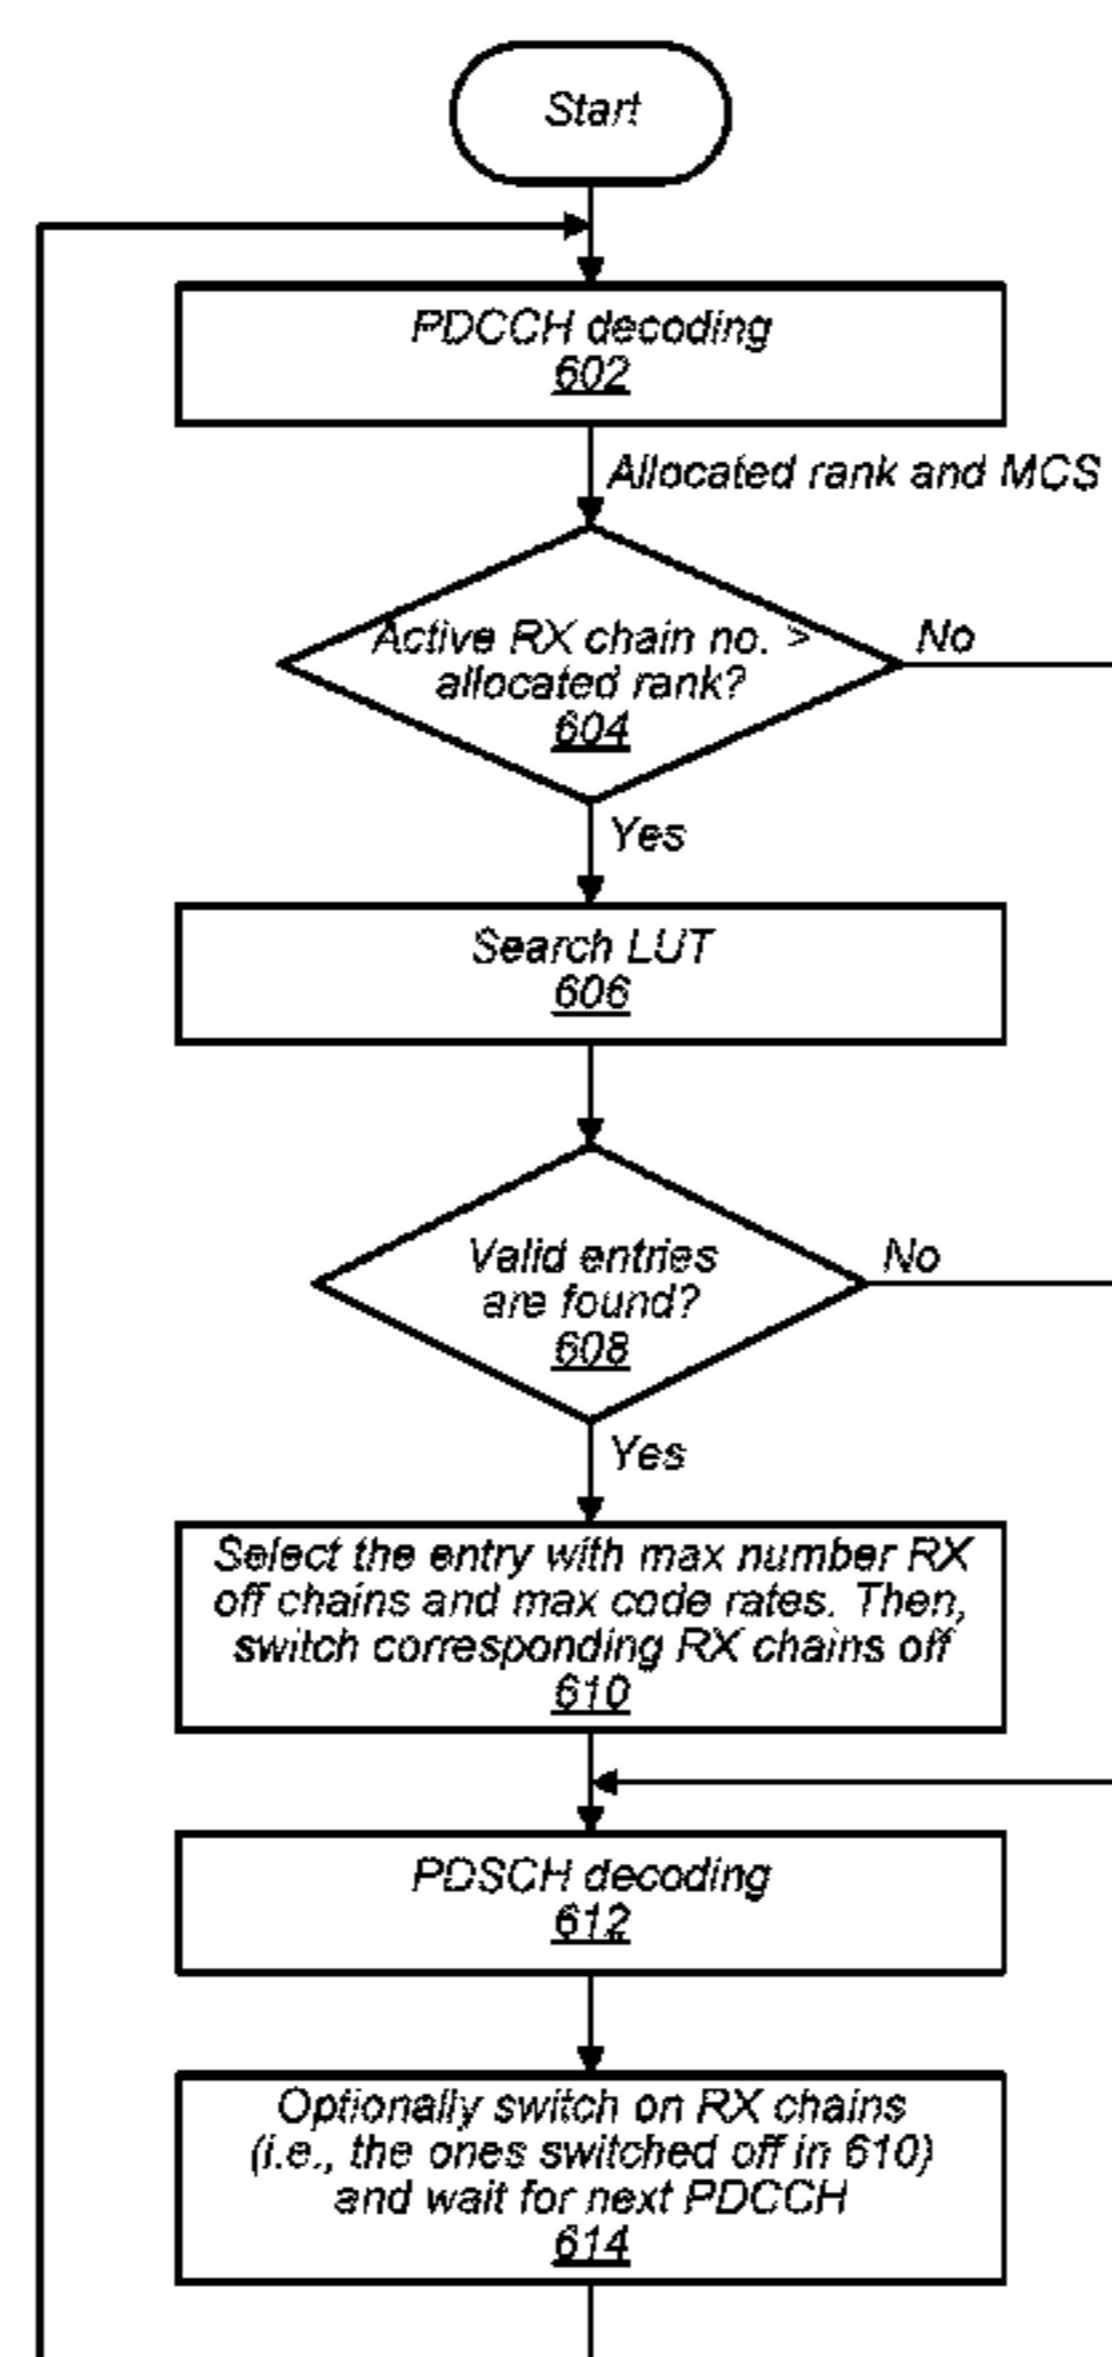 Start
PDCCH decoding
602
Allocated rank and MCS
Active RX chain no. >
allocated rank?
604
No
Yes
Search LUT
606
Valid entries
are found?
608
No
Yes
Select the entry with max number RX
off chains and max code rates. Then,
switch corresponding RX chains off
610
PDSCH decoding
612
Optionally switch on RX chains
(i.e., the ones switched off in 610)
and wait for next PDCCH
614